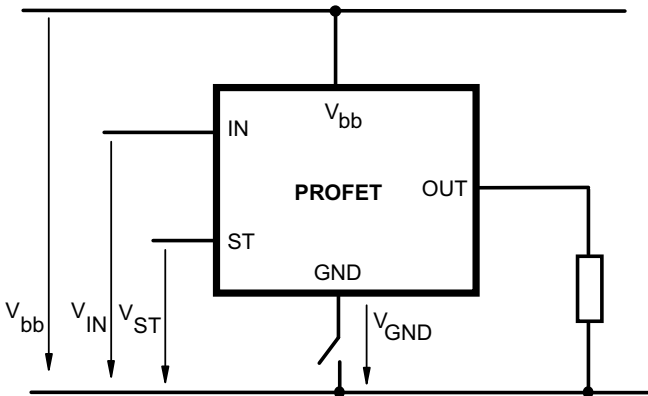 V_bb
IN
PROFET
OUT
ST
GND
V_bb
V_IN
V_ST
V_GND